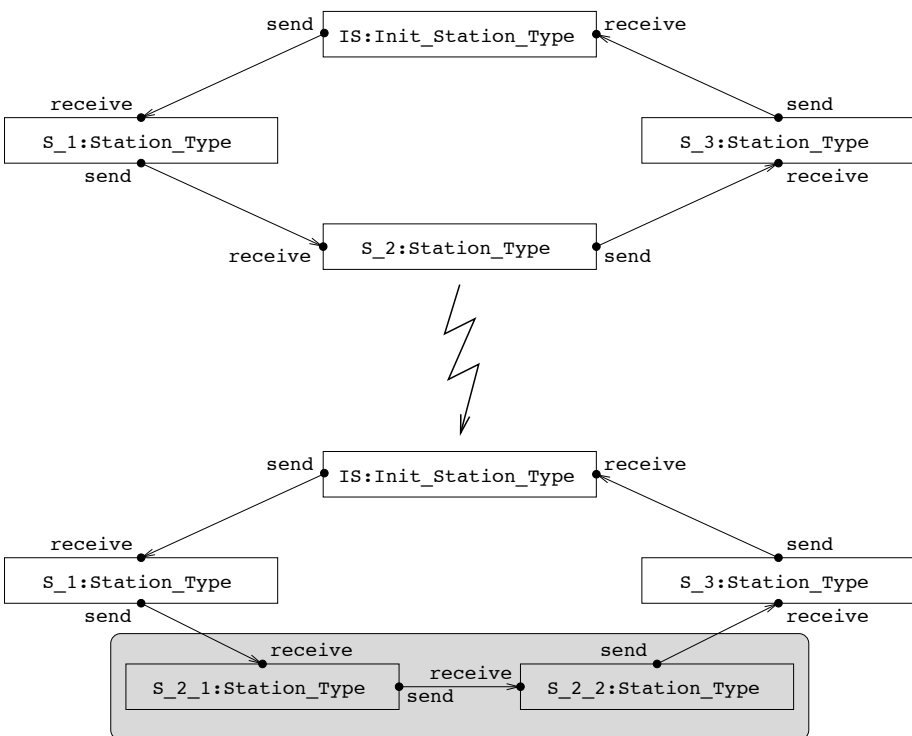 send
IS:Init_Station_Type
receive
receive
send
S_1:Station_Type
S_3:Station_Type
send
receive
receive
S_2:Station_Type
send
send
IS:Init_Station_Type
receive
receive
send
S_1:Station_Type
S_3:Station_Type
send
receive
receive
send
S_2_1:Station_Type
receive
send
S_2_2:Station_Type